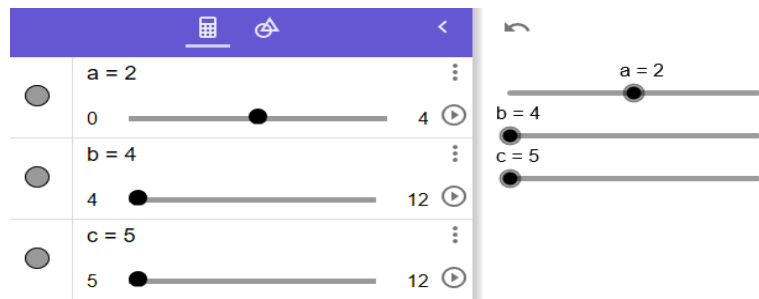 a = 2
0 4
b = 4
4 12
c = 5
5 12
a = 2
b = 4
c = 5